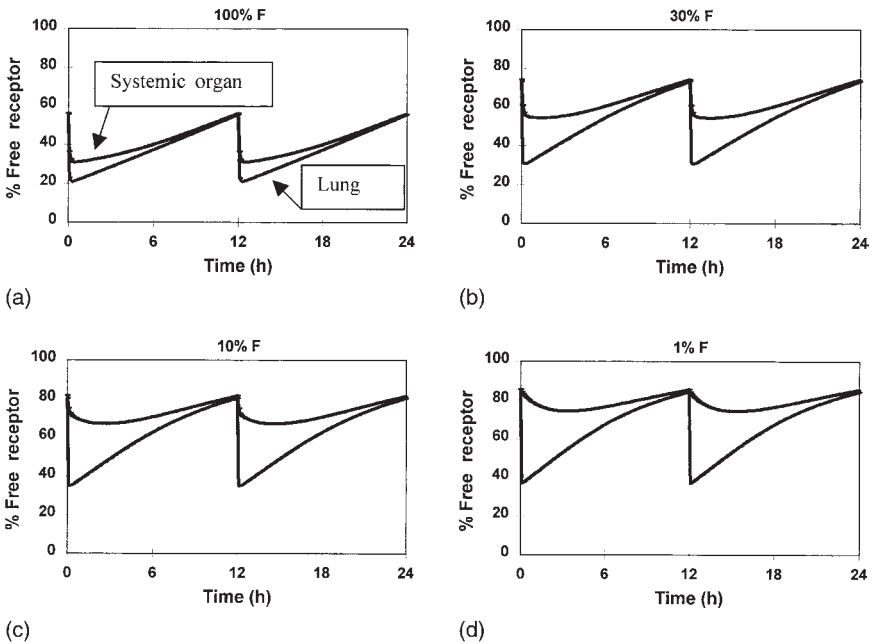 100% F
100
80
60
40
20
0
% Free receptor
Systemic organ
Lung
0 6 12 18 24
Time (h)
(a)
30% F
100
80
60
40
20
0
% Free receptor
0 6 12 18 24
Time (h)
(b)
10% F
100
80
60
40
20
0
% Free receptor
0 6 12 18 24
Time (h)
(c)
1% F
100
80
60
40
20
0
% Free receptor
0 6 12 18 24
Time (h)
(d)